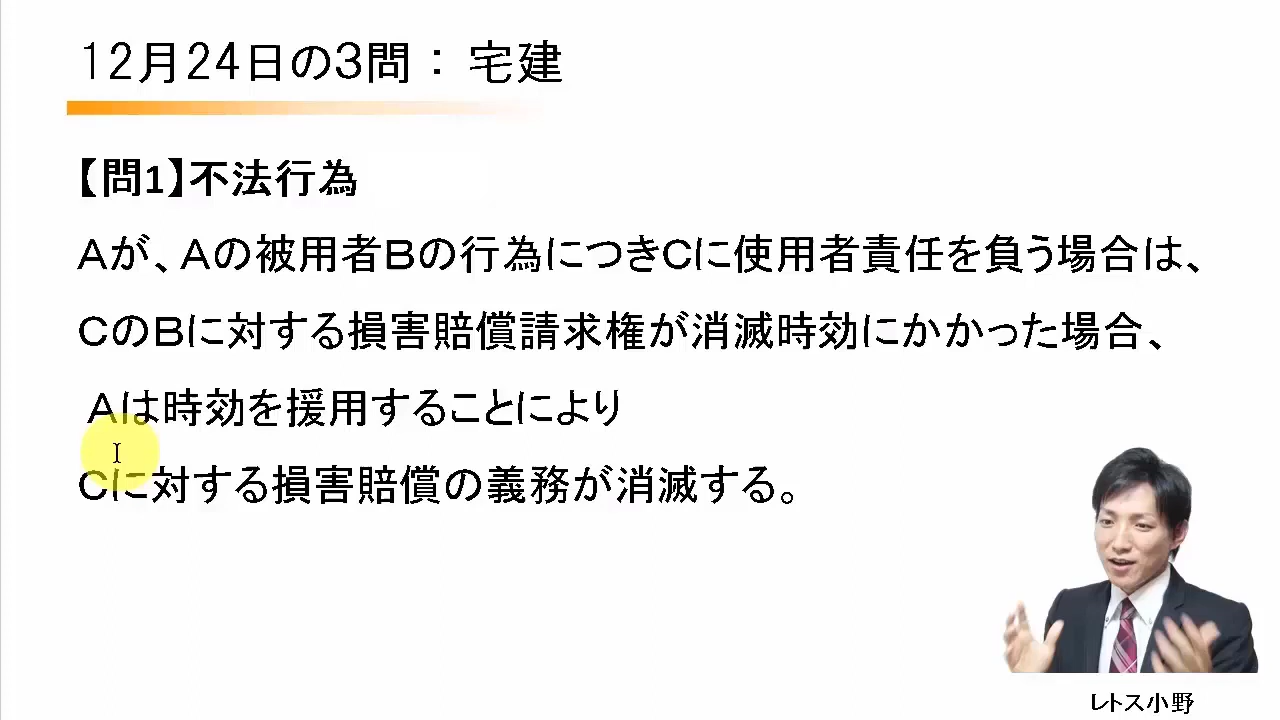 12月24日の3問：宅建
【問1】不法行為
Ａが、Ａの被用者Ｂの行為につきＣに使用者責任を負う場合は、
ＣのＢに対する損害賠償請求権が消滅時効にかかった場合、
Ａは時効を援用することにより
Ｃに対する損害賠償の義務が消滅する。
レトス小野